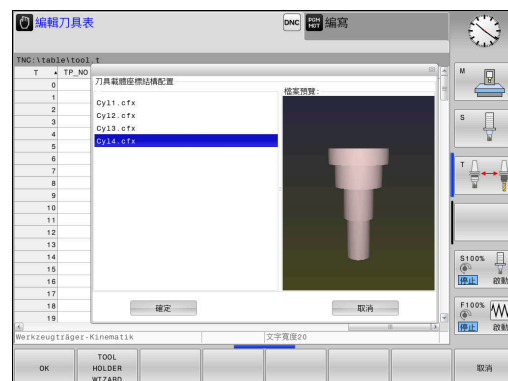 編輯刀具表
DNC
PGM
MGT
編寫
TNC:\table\tool.t
T TP_NO
0
1
2
3
4
5
6
7
8
9
10
11
12
13
14
15
16
17
18
19
刀具載體座標結構配置
Cyl1.cfx
Cyl2.cfx
Cyl3.cfx
Cyl4.cfx
檔案預覽:
確定
取消
Werkzeugträger-Kinematik
文字寬度20
M
S
T
S100%
停止 啟動
F100%
停止 啟動
OK
TOOL
HOLDER
WIZARD
取消